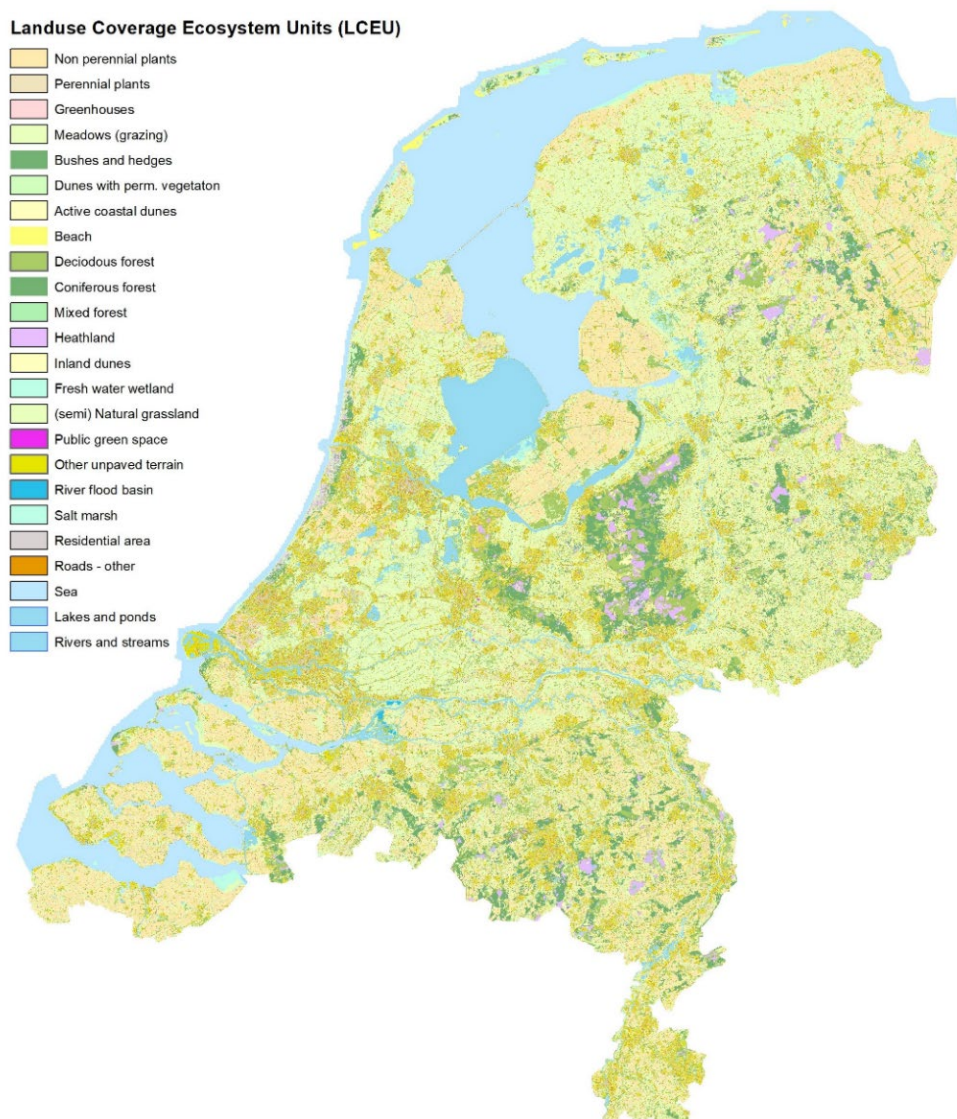 Landuse Coverage Ecosystem Units (LCEU)
Non perennial plants
Perennial plants
Greenhouses
Meadows (grazing)
Bushes and hedges
Dunes with perm. vegetaton
Active coastal dunes
Beach
Deciodous forest
Coniferous forest
Mixed forest
Heathland
Inland dunes
Fresh water wetland
(semi) Natural grassland
Public green space
Other unpaved terrain
River flood basin
Salt marsh
Residential area
Roads - other
Sea
Lakes and ponds
Rivers and streams